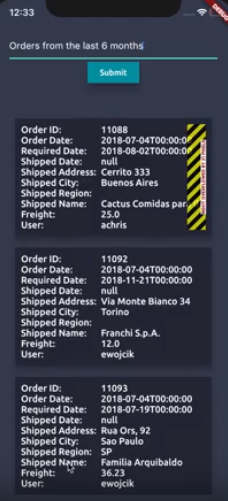 12:33
Orders from the last 6 months
Submit
Order ID: 11088
Order Date: 2018-07-04T00:00:00
Required Date: 2018-08-02T00:00:0
Shipped Date: null
Shipped Address: Cerrito 333
Shipped City: Buenos Aires
Shipped Region:
Shipped Name: Cactus Comidas par
Freight: 25.0
User: achris
Order ID: 11092
Order Date: 2018-07-04T00:00:00
Required Date: 2018-11-21T00:00:00
Shipped Date: null
Shipped Address: Via Monte Bianco 34
Shipped City: Torino
Shipped Region:
Shipped Name: Franchi S.p.A.
Freight: 12.0
User: ewojcik
Order ID: 11093
Order Date: 2018-07-04T00:00:00
Required Date: 2018-07-19T00:00:00
Shipped Date: null
Shipped Address: Rua Ors, 92
Shipped City: Sao Paulo
Shipped Region: SP
Shipped Name: Familia Arquibaldo
Freight: 36.23
User: ewojcik